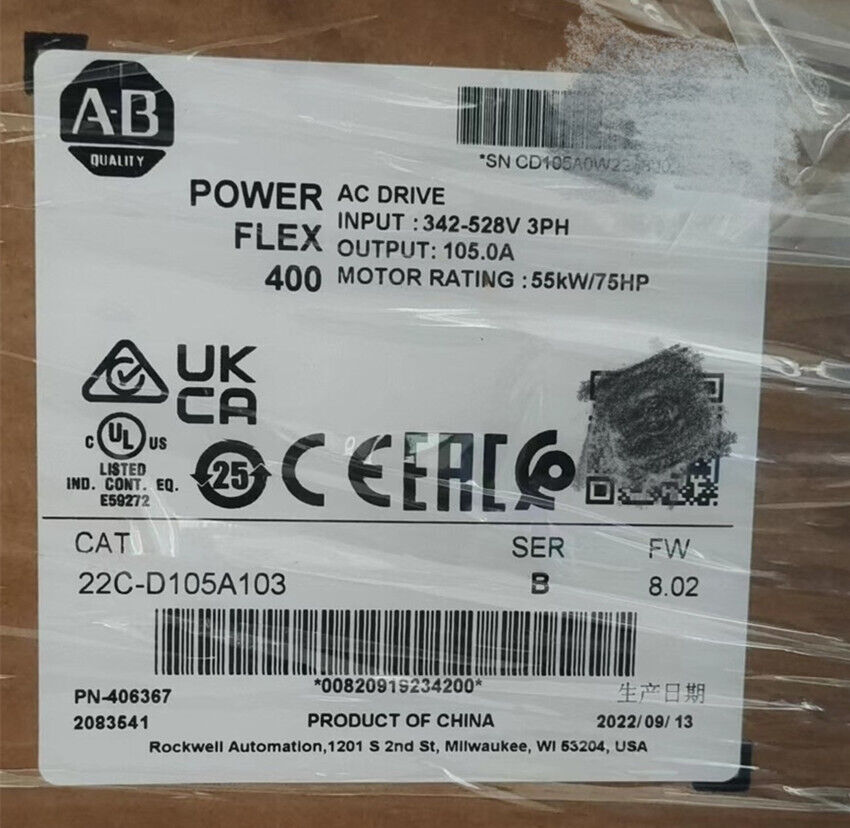 A-B
QUALITY
*SN CD105A0W22
POWER FLEX 400
AC DRIVE
INPUT : 342-528V 3PH
OUTPUT: 105.0A
MOTOR RATING : 55kW/75HP
UK
CA
C UL US
LISTED
IND. CONT. EQ.
E59272
25
CE EAC
CAT
SER
FW
22C-D105A103
B
8.02
*00820919234200*
PN-406367
生产日期
2083541
PRODUCT OF CHINA
2022/09/13
Rockwell Automation,1201 S 2nd St, Milwaukee, WI 53204, USA